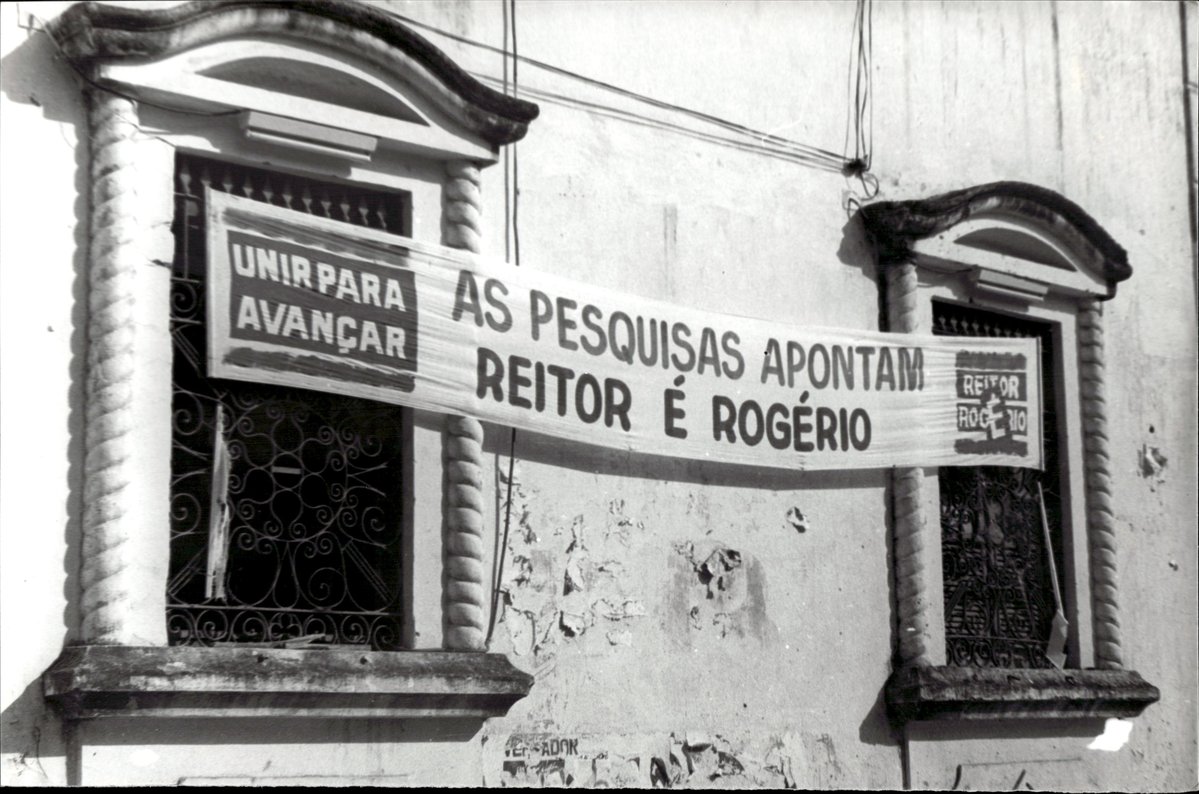 UNIR PARA
AVANÇAR
AS PESQUISAS APONTAM
REITOR É ROGÉRIO
REITOR
É
ROGÉRIO
VEREADOR